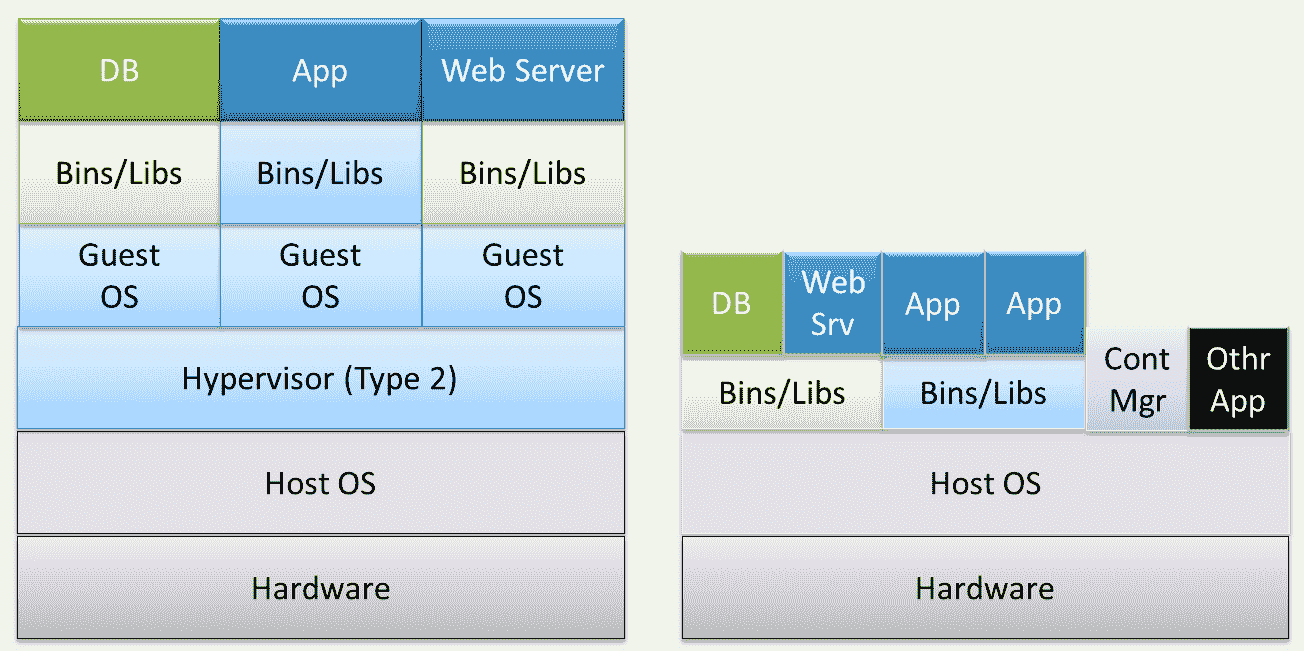 DB
App
Web Server
Bins/Libs
Bins/Libs
Bins/Libs
Guest
OS
Guest
OS
Guest
OS
Hypervisor (Type 2)
Host OS
Hardware
DB
Web
Srv
App
App
Cont
Mgr
Othr
App
Bins/Libs
Bins/Libs
Host OS
Hardware